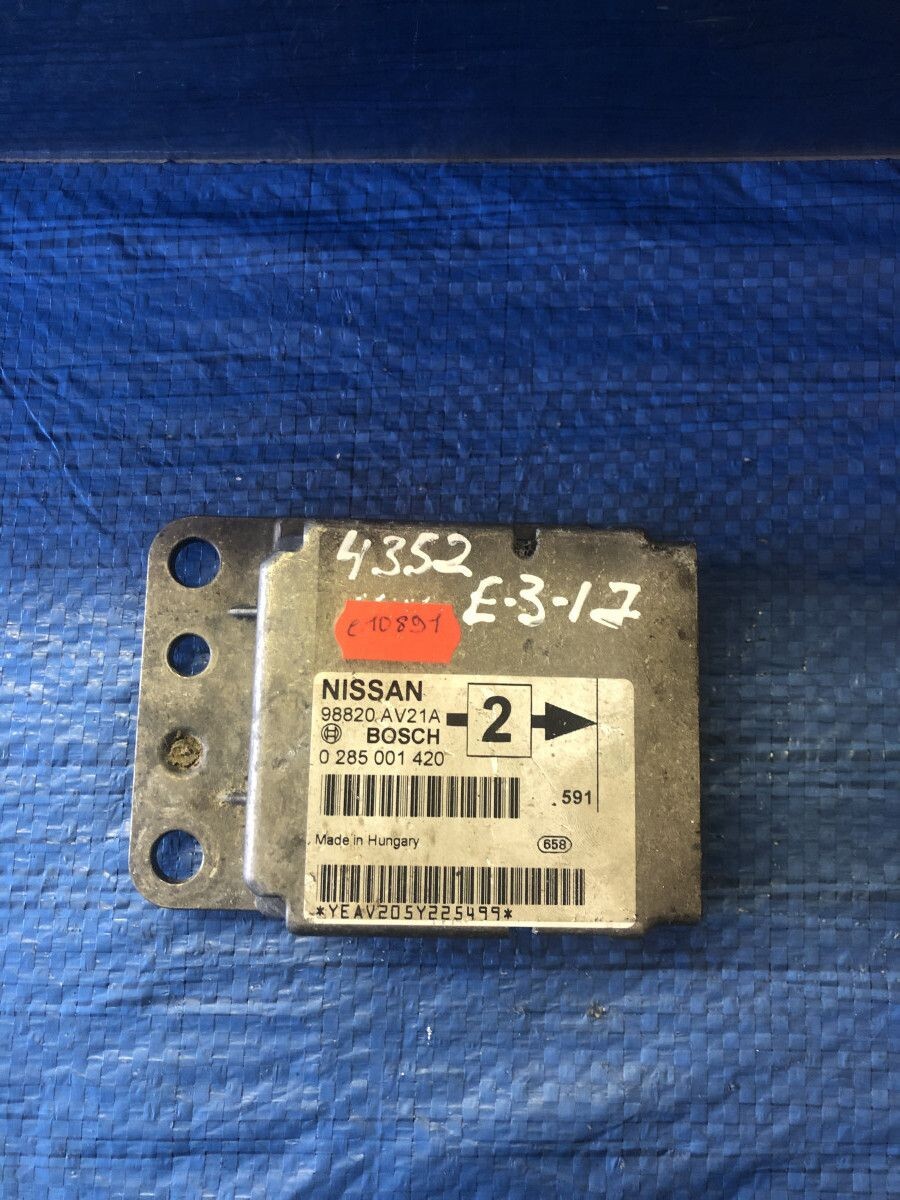 4352
E-3-17
e10891
NISSAN
98820 AV21A
2
BOSCH
0 285 001 420
591
Made in Hungary
658
*YEAV205Y225499*